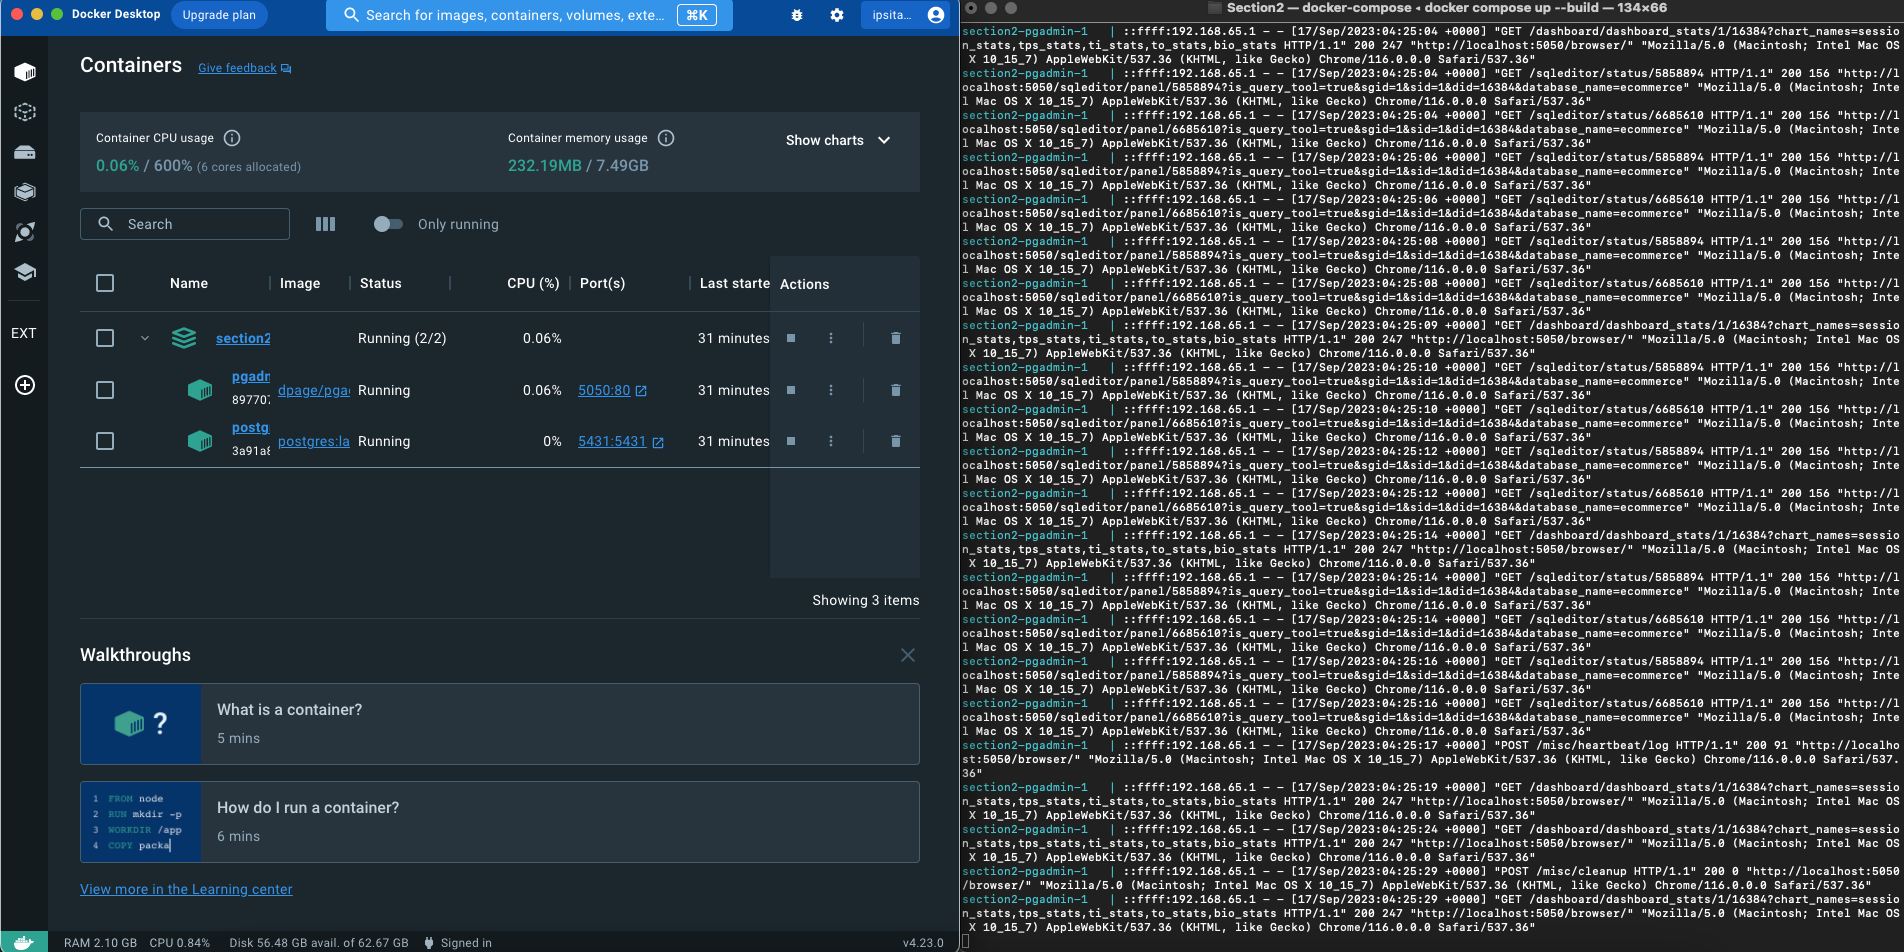 Docker Desktop
Upgrade plan
Search for images, containers, volumes, exte...
⌘K
ipsita...
Containers
Give feedback
Container CPU usage
0.06% / 600% (6 cores allocated)
Container memory usage
232.19MB / 7.49GB
Show charts
Search
Only running
Name Image Status CPU (%) Port(s) Last starte Actions
section2 Running (2/2) 0.06% 31 minutes
pgadn
897707 dpage/pga Running 0.06% 5050:80 31 minutes
postg
3a91a8 postgres:la Running 0% 5431:5431 31 minutes
Showing 3 items
EXT
Walkthroughs
?
What is a container?
5 mins
1 FROM node
2 RUN mkdir -p
3 WORKDIR /app
4 COPY packa
How do I run a container?
6 mins
View more in the Learning center
RAM 2.10 GB CPU 0.84% Disk 56.48 GB avail. of 62.67 GB Signed in v4.23.0
Section2 — docker-compose ◂ docker compose up --build — 134×66
section2-pgadmin-1 | ::ffff:192.168.65.1 - - [17/Sep/2023:04:25:04 +0000] "GET /dashboard/dashboard_stats/1/16384?chart_names=sessio
n_stats,tps_stats,ti_stats,to_stats,bio_stats HTTP/1.1" 200 247 "http://localhost:5050/browser/" "Mozilla/5.0 (Macintosh; Intel Mac OS
X 10_15_7) AppleWebKit/537.36 (KHTML, like Gecko) Chrome/116.0.0.0 Safari/537.36"
section2-pgadmin-1 | ::ffff:192.168.65.1 - - [17/Sep/2023:04:25:04 +0000] "GET /sqleditor/status/5858894 HTTP/1.1" 200 156 "http://l
ocalhost:5050/sqleditor/panel/5858894?is_query_tool=true&sgid=1&sid=1&did=16384&database_name=ecommerce" "Mozilla/5.0 (Macintosh; Inte
l Mac OS X 10_15_7) AppleWebKit/537.36 (KHTML, like Gecko) Chrome/116.0.0.0 Safari/537.36"
section2-pgadmin-1 | ::ffff:192.168.65.1 - - [17/Sep/2023:04:25:04 +0000] "GET /sqleditor/status/6685610 HTTP/1.1" 200 156 "http://l
ocalhost:5050/sqleditor/panel/6685610?is_query_tool=true&sgid=1&sid=1&did=16384&database_name=ecommerce" "Mozilla/5.0 (Macintosh; Inte
l Mac OS X 10_15_7) AppleWebKit/537.36 (KHTML, like Gecko) Chrome/116.0.0.0 Safari/537.36"
section2-pgadmin-1 | ::ffff:192.168.65.1 - - [17/Sep/2023:04:25:06 +0000] "GET /sqleditor/status/5858894 HTTP/1.1" 200 156 "http://l
ocalhost:5050/sqleditor/panel/5858894?is_query_tool=true&sgid=1&sid=1&did=16384&database_name=ecommerce" "Mozilla/5.0 (Macintosh; Inte
l Mac OS X 10_15_7) AppleWebKit/537.36 (KHTML, like Gecko) Chrome/116.0.0.0 Safari/537.36"
section2-pgadmin-1 | ::ffff:192.168.65.1 - - [17/Sep/2023:04:25:06 +0000] "GET /sqleditor/status/6685610 HTTP/1.1" 200 156 "http://l
ocalhost:5050/sqleditor/panel/6685610?is_query_tool=true&sgid=1&sid=1&did=16384&database_name=ecommerce" "Mozilla/5.0 (Macintosh; Inte
l Mac OS X 10_15_7) AppleWebKit/537.36 (KHTML, like Gecko) Chrome/116.0.0.0 Safari/537.36"
section2-pgadmin-1 | ::ffff:192.168.65.1 - - [17/Sep/2023:04:25:08 +0000] "GET /sqleditor/status/5858894 HTTP/1.1" 200 156 "http://l
ocalhost:5050/sqleditor/panel/5858894?is_query_tool=true&sgid=1&sid=1&did=16384&database_name=ecommerce" "Mozilla/5.0 (Macintosh; Inte
l Mac OS X 10_15_7) AppleWebKit/537.36 (KHTML, like Gecko) Chrome/116.0.0.0 Safari/537.36"
section2-pgadmin-1 | ::ffff:192.168.65.1 - - [17/Sep/2023:04:25:08 +0000] "GET /sqleditor/status/6685610 HTTP/1.1" 200 156 "http://l
ocalhost:5050/sqleditor/panel/6685610?is_query_tool=true&sgid=1&sid=1&did=16384&database_name=ecommerce" "Mozilla/5.0 (Macintosh; Inte
l Mac OS X 10_15_7) AppleWebKit/537.36 (KHTML, like Gecko) Chrome/116.0.0.0 Safari/537.36"
section2-pgadmin-1 | ::ffff:192.168.65.1 - - [17/Sep/2023:04:25:09 +0000] "GET /dashboard/dashboard_stats/1/16384?chart_names=sessio
n_stats,tps_stats,ti_stats,to_stats,bio_stats HTTP/1.1" 200 247 "http://localhost:5050/browser/" "Mozilla/5.0 (Macintosh; Intel Mac OS
X 10_15_7) AppleWebKit/537.36 (KHTML, like Gecko) Chrome/116.0.0.0 Safari/537.36"
section2-pgadmin-1 | ::ffff:192.168.65.1 - - [17/Sep/2023:04:25:10 +0000] "GET /sqleditor/status/5858894 HTTP/1.1" 200 156 "http://l
ocalhost:5050/sqleditor/panel/5858894?is_query_tool=true&sgid=1&sid=1&did=16384&database_name=ecommerce" "Mozilla/5.0 (Macintosh; Inte
l Mac OS X 10_15_7) AppleWebKit/537.36 (KHTML, like Gecko) Chrome/116.0.0.0 Safari/537.36"
section2-pgadmin-1 | ::ffff:192.168.65.1 - - [17/Sep/2023:04:25:10 +0000] "GET /sqleditor/status/6685610 HTTP/1.1" 200 156 "http://l
ocalhost:5050/sqleditor/panel/6685610?is_query_tool=true&sgid=1&sid=1&did=16384&database_name=ecommerce" "Mozilla/5.0 (Macintosh; Inte
l Mac OS X 10_15_7) AppleWebKit/537.36 (KHTML, like Gecko) Chrome/116.0.0.0 Safari/537.36"
section2-pgadmin-1 | ::ffff:192.168.65.1 - - [17/Sep/2023:04:25:12 +0000] "GET /sqleditor/status/5858894 HTTP/1.1" 200 156 "http://l
ocalhost:5050/sqleditor/panel/5858894?is_query_tool=true&sgid=1&sid=1&did=16384&database_name=ecommerce" "Mozilla/5.0 (Macintosh; Inte
l Mac OS X 10_15_7) AppleWebKit/537.36 (KHTML, like Gecko) Chrome/116.0.0.0 Safari/537.36"
section2-pgadmin-1 | ::ffff:192.168.65.1 - - [17/Sep/2023:04:25:12 +0000] "GET /sqleditor/status/6685610 HTTP/1.1" 200 156 "http://l
ocalhost:5050/sqleditor/panel/6685610?is_query_tool=true&sgid=1&sid=1&did=16384&database_name=ecommerce" "Mozilla/5.0 (Macintosh; Inte
l Mac OS X 10_15_7) AppleWebKit/537.36 (KHTML, like Gecko) Chrome/116.0.0.0 Safari/537.36"
section2-pgadmin-1 | ::ffff:192.168.65.1 - - [17/Sep/2023:04:25:14 +0000] "GET /dashboard/dashboard_stats/1/16384?chart_names=sessio
n_stats,tps_stats,ti_stats,to_stats,bio_stats HTTP/1.1" 200 247 "http://localhost:5050/browser/" "Mozilla/5.0 (Macintosh; Intel Mac OS
X 10_15_7) AppleWebKit/537.36 (KHTML, like Gecko) Chrome/116.0.0.0 Safari/537.36"
section2-pgadmin-1 | ::ffff:192.168.65.1 - - [17/Sep/2023:04:25:14 +0000] "GET /sqleditor/status/5858894 HTTP/1.1" 200 156 "http://l
ocalhost:5050/sqleditor/panel/5858894?is_query_tool=true&sgid=1&sid=1&did=16384&database_name=ecommerce" "Mozilla/5.0 (Macintosh; Inte
l Mac OS X 10_15_7) AppleWebKit/537.36 (KHTML, like Gecko) Chrome/116.0.0.0 Safari/537.36"
section2-pgadmin-1 | ::ffff:192.168.65.1 - - [17/Sep/2023:04:25:14 +0000] "GET /sqleditor/status/6685610 HTTP/1.1" 200 156 "http://l
ocalhost:5050/sqleditor/panel/6685610?is_query_tool=true&sgid=1&sid=1&did=16384&database_name=ecommerce" "Mozilla/5.0 (Macintosh; Inte
l Mac OS X 10_15_7) AppleWebKit/537.36 (KHTML, like Gecko) Chrome/116.0.0.0 Safari/537.36"
section2-pgadmin-1 | ::ffff:192.168.65.1 - - [17/Sep/2023:04:25:16 +0000] "GET /sqleditor/status/5858894 HTTP/1.1" 200 156 "http://l
ocalhost:5050/sqleditor/panel/5858894?is_query_tool=true&sgid=1&sid=1&did=16384&database_name=ecommerce" "Mozilla/5.0 (Macintosh; Inte
l Mac OS X 10_15_7) AppleWebKit/537.36 (KHTML, like Gecko) Chrome/116.0.0.0 Safari/537.36"
section2-pgadmin-1 | ::ffff:192.168.65.1 - - [17/Sep/2023:04:25:16 +0000] "GET /sqleditor/status/6685610 HTTP/1.1" 200 156 "http://l
ocalhost:5050/sqleditor/panel/6685610?is_query_tool=true&sgid=1&sid=1&did=16384&database_name=ecommerce" "Mozilla/5.0 (Macintosh; Inte
l Mac OS X 10_15_7) AppleWebKit/537.36 (KHTML, like Gecko) Chrome/116.0.0.0 Safari/537.36"
section2-pgadmin-1 | ::ffff:192.168.65.1 - - [17/Sep/2023:04:25:17 +0000] "POST /misc/heartbeat/log HTTP/1.1" 200 91 "http://localho
st:5050/browser/" "Mozilla/5.0 (Macintosh; Intel Mac OS X 10_15_7) AppleWebKit/537.36 (KHTML, like Gecko) Chrome/116.0.0.0 Safari/537.
36"
section2-pgadmin-1 | ::ffff:192.168.65.1 - - [17/Sep/2023:04:25:19 +0000] "GET /dashboard/dashboard_stats/1/16384?chart_names=sessio
n_stats,tps_stats,ti_stats,to_stats,bio_stats HTTP/1.1" 200 247 "http://localhost:5050/browser/" "Mozilla/5.0 (Macintosh; Intel Mac OS
X 10_15_7) AppleWebKit/537.36 (KHTML, like Gecko) Chrome/116.0.0.0 Safari/537.36"
section2-pgadmin-1 | ::ffff:192.168.65.1 - - [17/Sep/2023:04:25:24 +0000] "GET /dashboard/dashboard_stats/1/16384?chart_names=sessio
n_stats,tps_stats,ti_stats,to_stats,bio_stats HTTP/1.1" 200 247 "http://localhost:5050/browser/" "Mozilla/5.0 (Macintosh; Intel Mac OS
X 10_15_7) AppleWebKit/537.36 (KHTML, like Gecko) Chrome/116.0.0.0 Safari/537.36"
section2-pgadmin-1 | ::ffff:192.168.65.1 - - [17/Sep/2023:04:25:29 +0000] "POST /misc/cleanup HTTP/1.1" 200 0 "http://localhost:5050
/browser/" "Mozilla/5.0 (Macintosh; Intel Mac OS X 10_15_7) AppleWebKit/537.36 (KHTML, like Gecko) Chrome/116.0.0.0 Safari/537.36"
section2-pgadmin-1 | ::ffff:192.168.65.1 - - [17/Sep/2023:04:25:29 +0000] "GET /dashboard/dashboard_stats/1/16384?chart_names=sessio
n_stats,tps_stats,ti_stats,to_stats,bio_stats HTTP/1.1" 200 247 "http://localhost:5050/browser/" "Mozilla/5.0 (Macintosh; Intel Mac OS
X 10_15_7) AppleWebKit/537.36 (KHTML, like Gecko) Chrome/116.0.0.0 Safari/537.36"